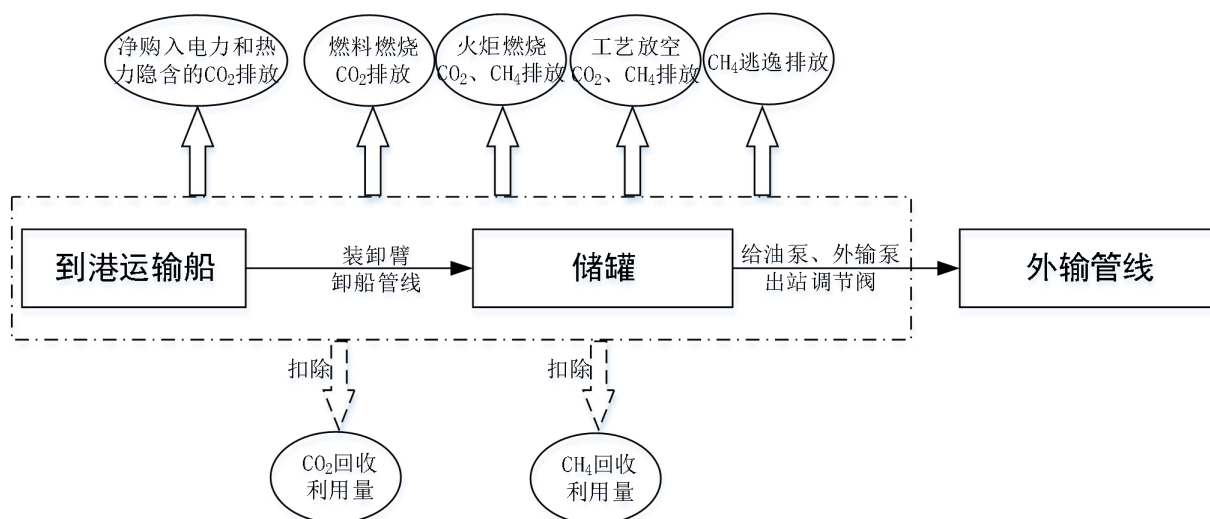 净购入电力和热
力隐含的CO₂排放
燃料燃烧
CO₂排放
火炬燃烧
CO₂、CH₄排放
工艺放空
CO₂、CH₄排放
CH₄逃逸排放
到港运输船
装卸臂
卸船管线
储罐
给油泵、外输泵
出站调节阀
外输管线
扣除
扣除
CO₂回收
利用量
CH₄回收
利用量